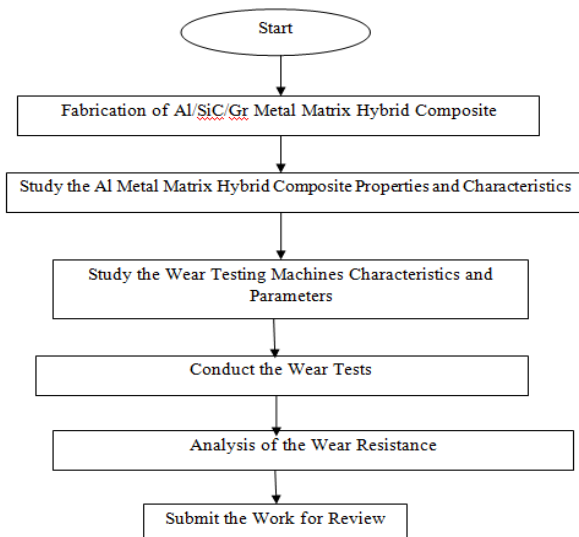 Start
Fabrication of Al/SiC/Gr Metal Matrix Hybrid Composite
Study the Al Metal Matrix Hybrid Composite Properties and Characteristics
Study the Wear Testing Machines Characteristics and
Parameters
Conduct the Wear Tests
Analysis of the Wear Resistance
Submit the Work for Review